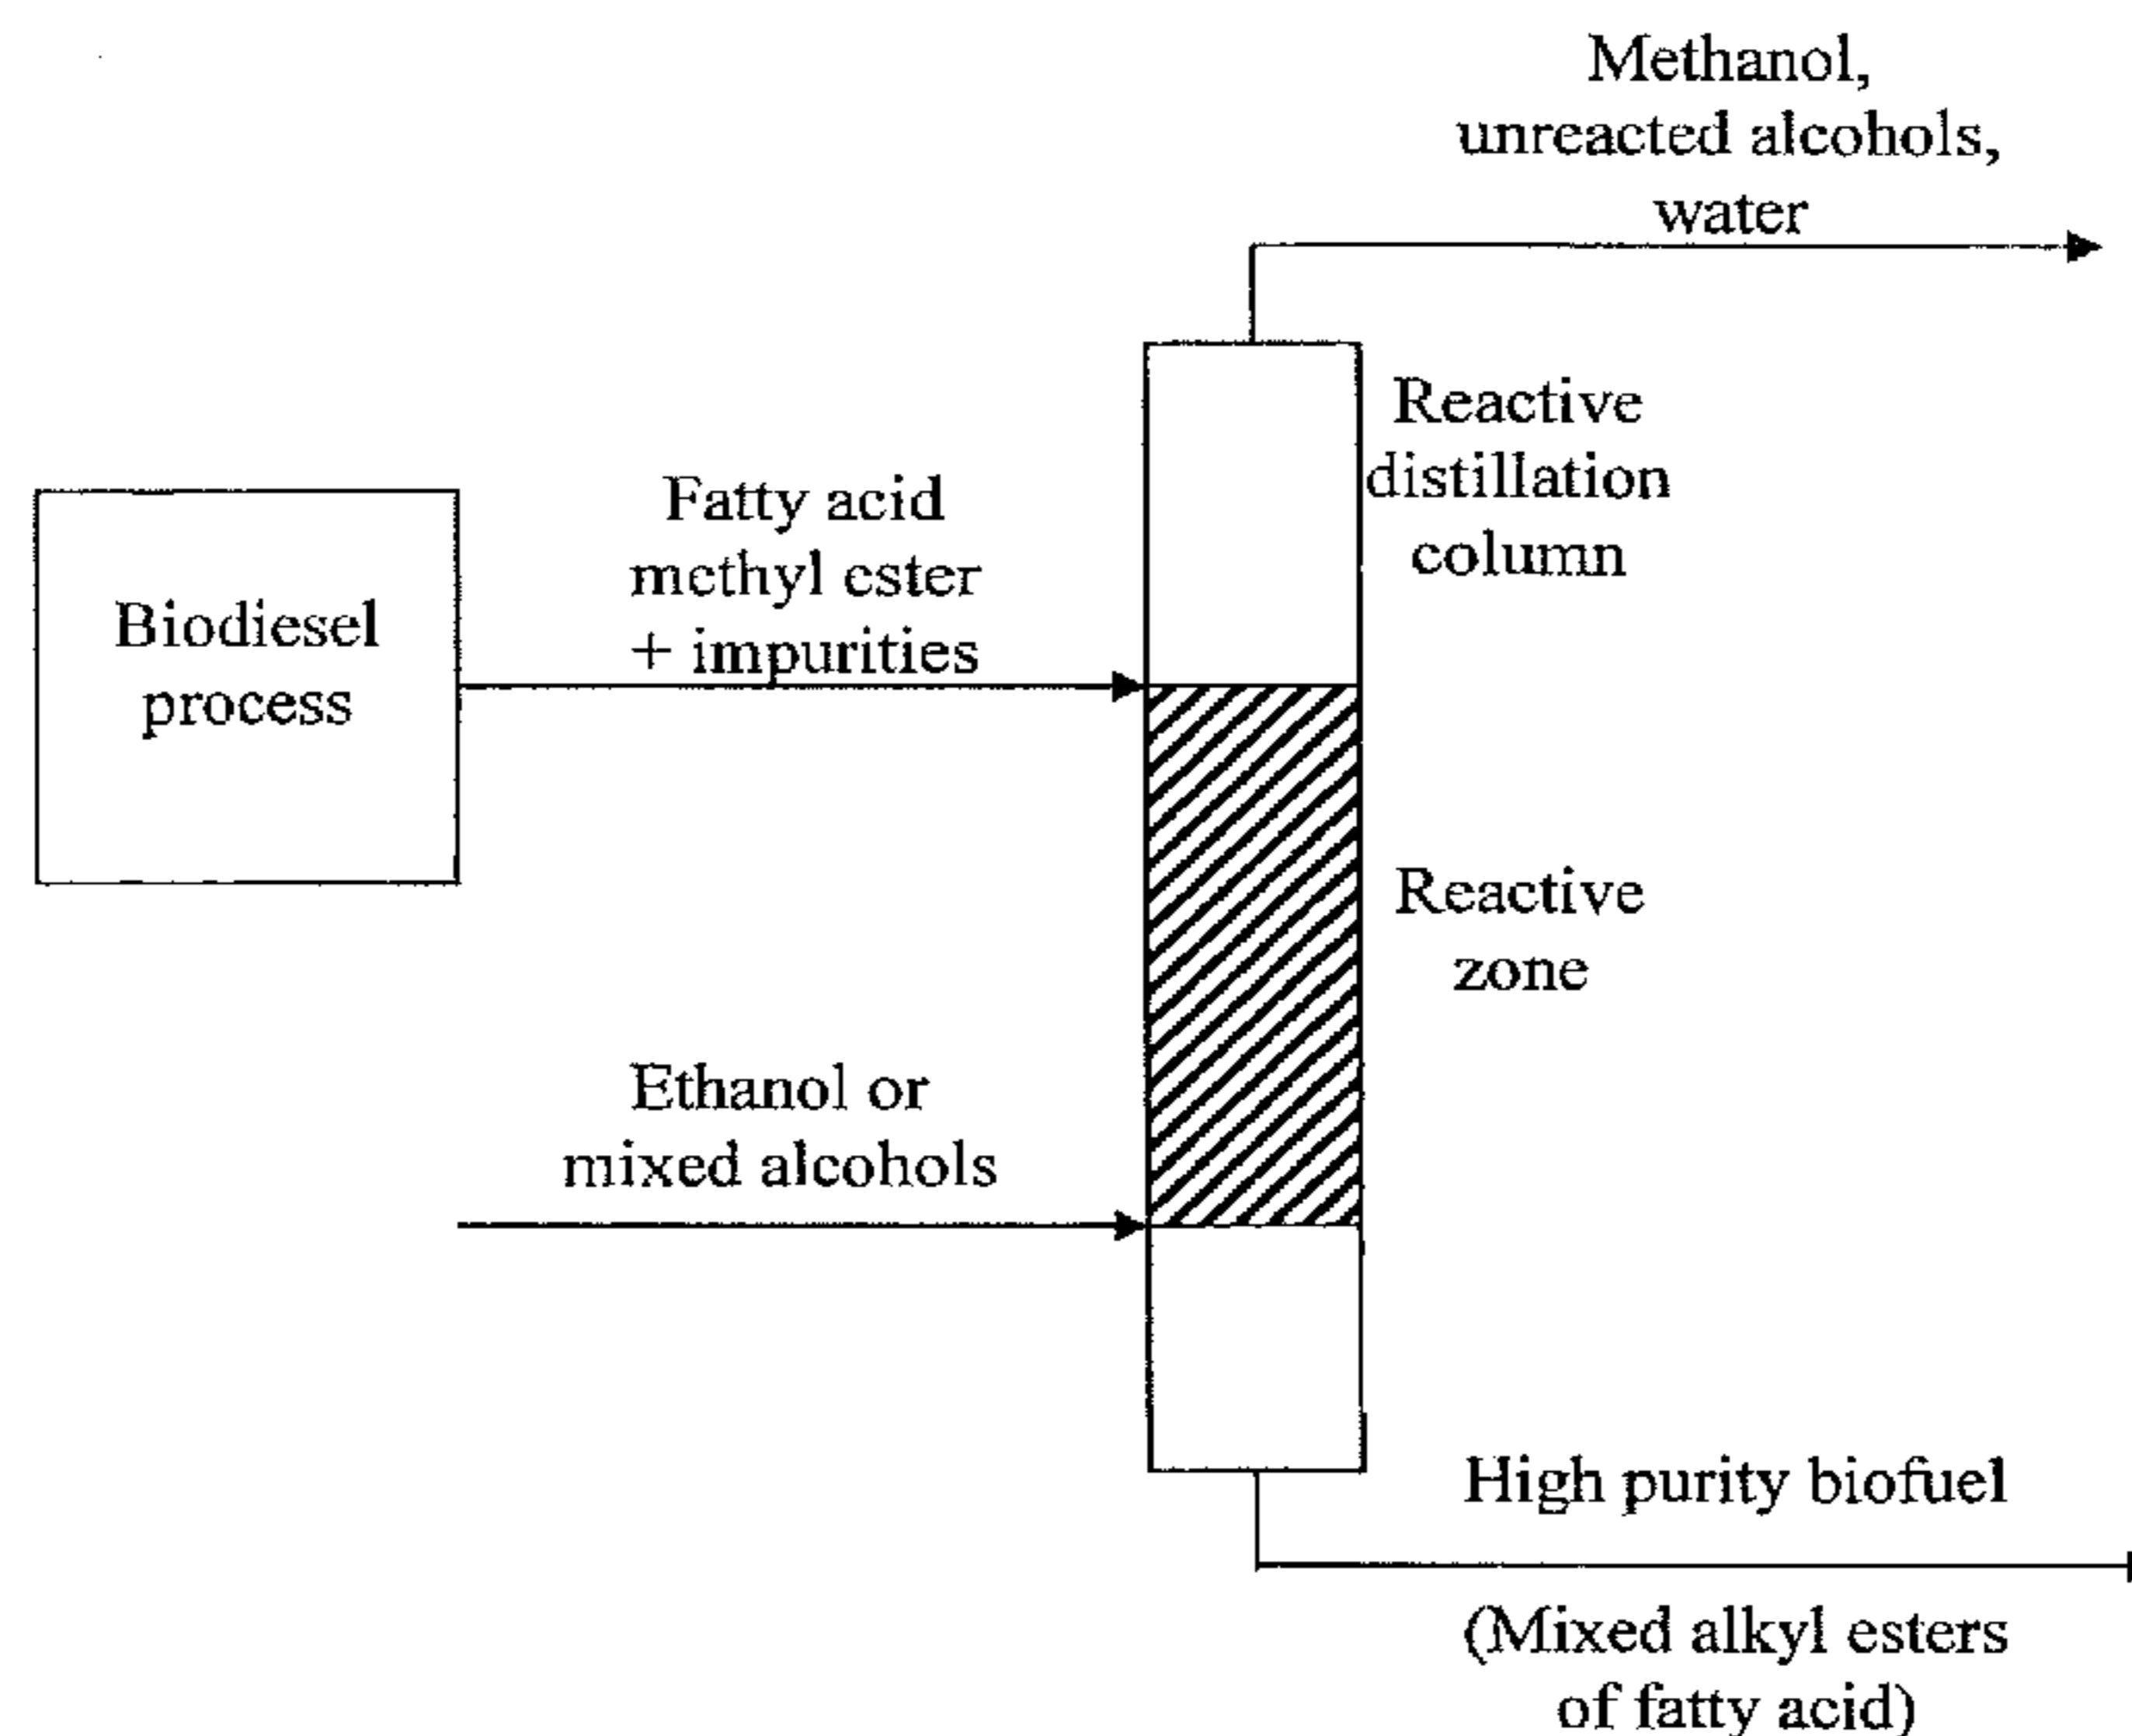 Methanol,
unreacted alcohols,
water
Reactive
distillation
column
Fatty acid
methyl ester
+ impurities
Biodiesel
process
Reactive
zone
Ethanol or
mixed alcohols
High purity biofuel
(Mixed alkyl esters
of fatty acid)